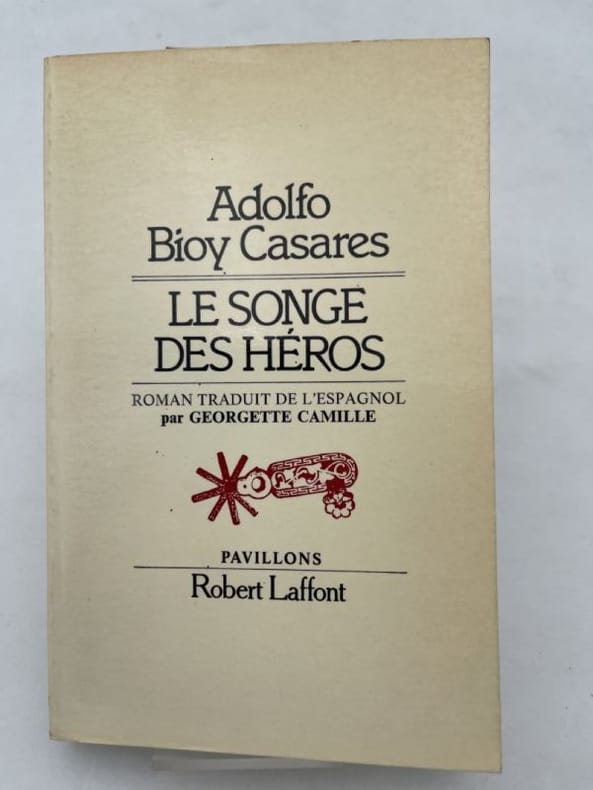 Adolfo
Bioy Casares
LE SONGE
DES HÉROS
ROMAN TRADUIT DE L'ESPAGNOL
par GEORGETTE CAMILLE
PAVILLONS
Robert Laffont